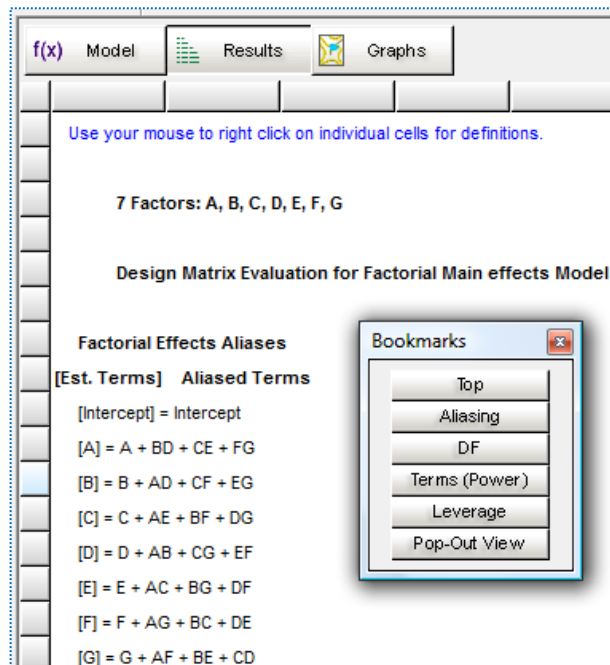 f(x) Model Results Graphs
Use your mouse to right click on individual cells for definitions.
7 Factors: A, B, C, D, E, F, G
Design Matrix Evaluation for Factorial Main effects Model
Factorial Effects Aliases
[Est. Terms] Aliased Terms
[Intercept] = Intercept
[A] = A + BD + CE + FG
[B] = B + AD + CF + EG
[C] = C + AE + BF + DG
[D] = D + AB + CG + EF
[E] = E + AC + BG + DF
[F] = F + AG + BC + DE
[G] = G + AF + BE + CD
Bookmarks
Top
Aliasing
DF
Terms (Power)
Leverage
Pop-Out View